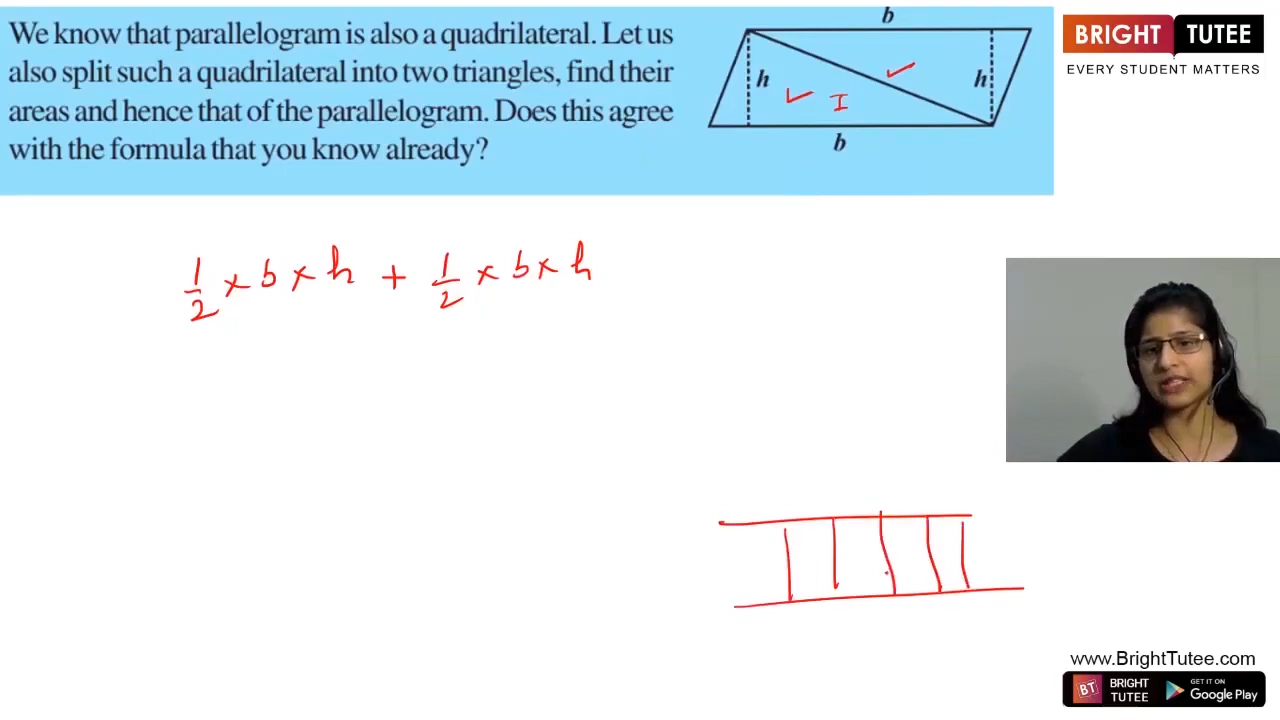 We know that parallelogram is also a quadrilateral. Let us
also split such a quadrilateral into two triangles, find their
areas and hence that of the parallelogram. Does this agree
with the formula that you know already?
b
h
h
I
b
BRIGHT TUTEE
EVERY STUDENT MATTERS
1/2 × b × h + 1/2 × b × h
www.BrightTutee.com
BT BRIGHT TUTEE
GET IT ON
Google Play